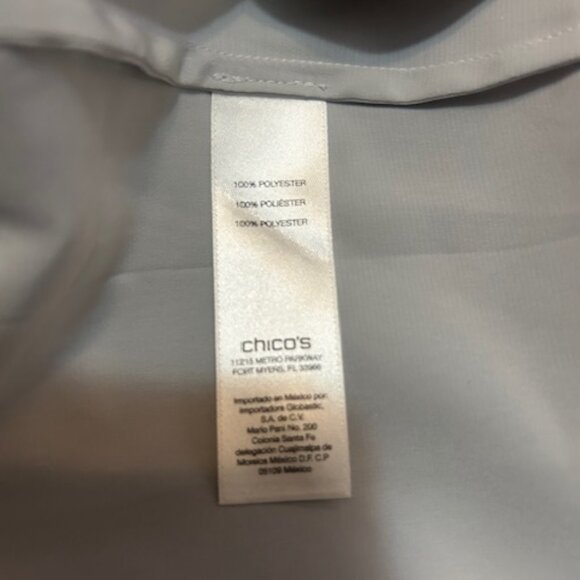 100% POLYESTER
100% POLIÉSTER
100% POLYESTER
chico's
11215 METRO PARKWAY
FORT MYERS, FL 33966
Importado en México por:
Importadora Globastic,
S.A. de C.V.
Mario Pani No. 200
Colonia Santa Fe
delegación Cuajimalpa de
Morelos México D.F. C.P
05109 México